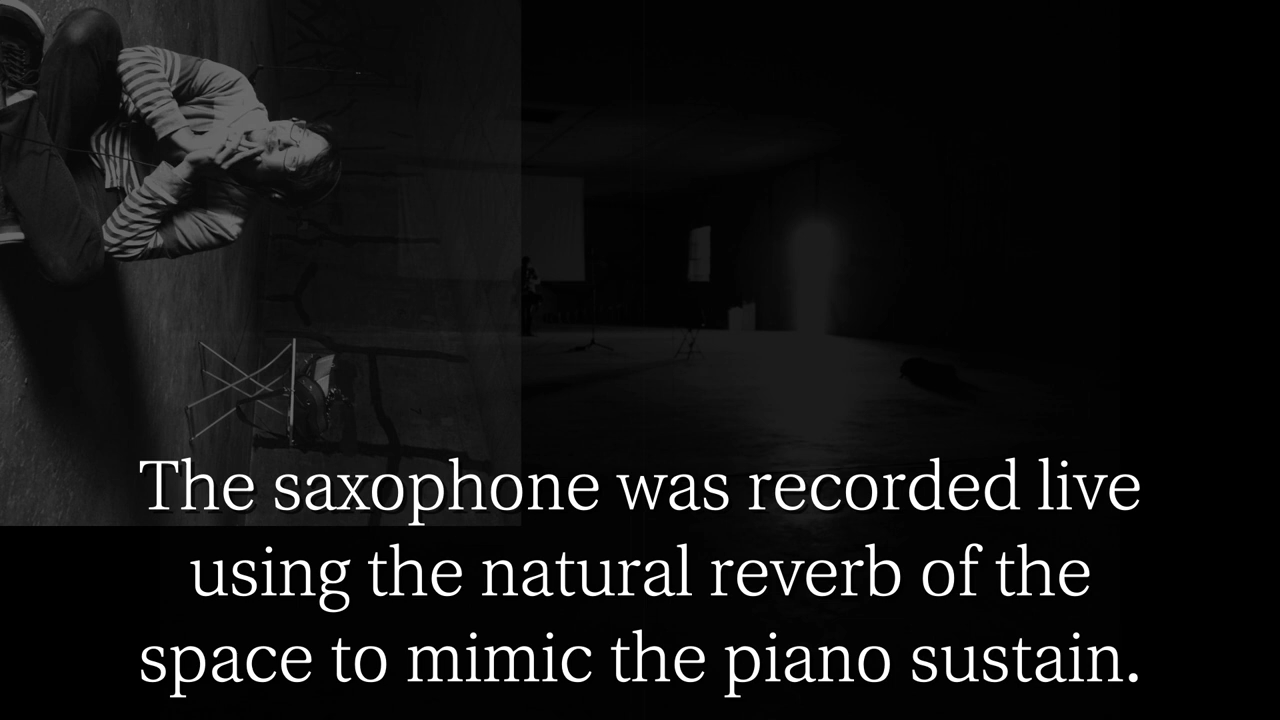 The saxophone was recorded live
using the natural reverb of the
space to mimic the piano sustain.